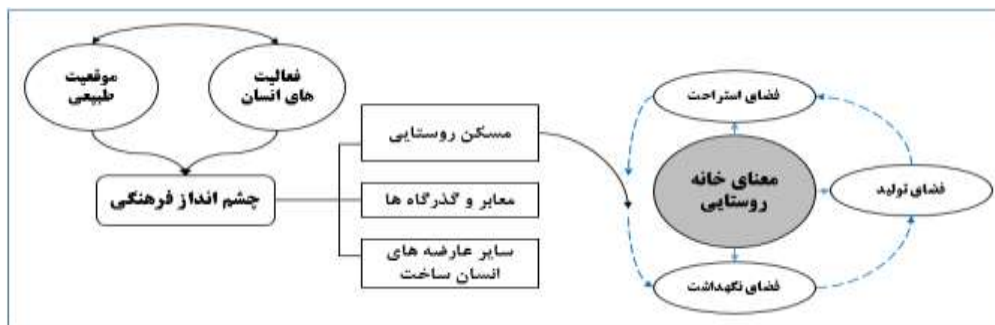 موقعیت
طبیعی
فعالیت
های انسان
چشم انداز فرهنگی
مسکن روستایی
معابر و گذرگاه ها
سایر عارضه های
انسان ساخت
فضای استراحت
معنای خانه
روستایی
فضای تولید
فضای نگهداشت